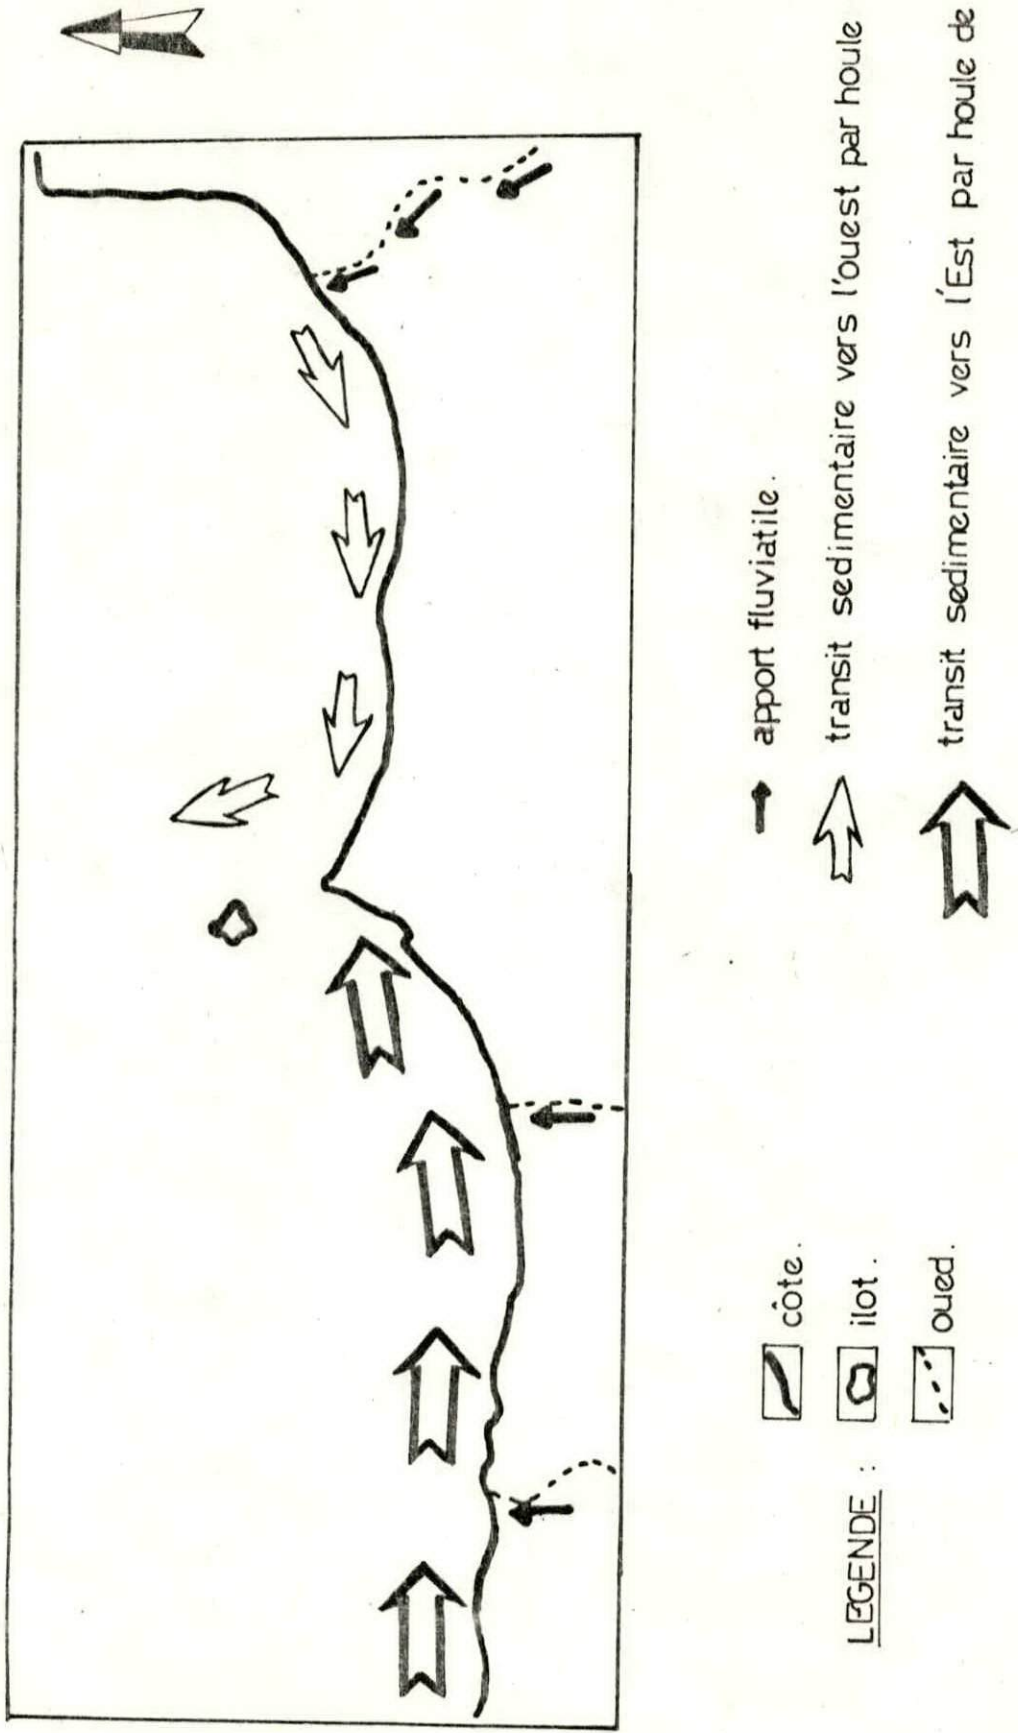 LEGENDE :
côte.
ilot.
oued.
apport fluviatile.
transit sedimentaire vers l'ouest par houle
transit sedimentaire vers l'Est par houle de